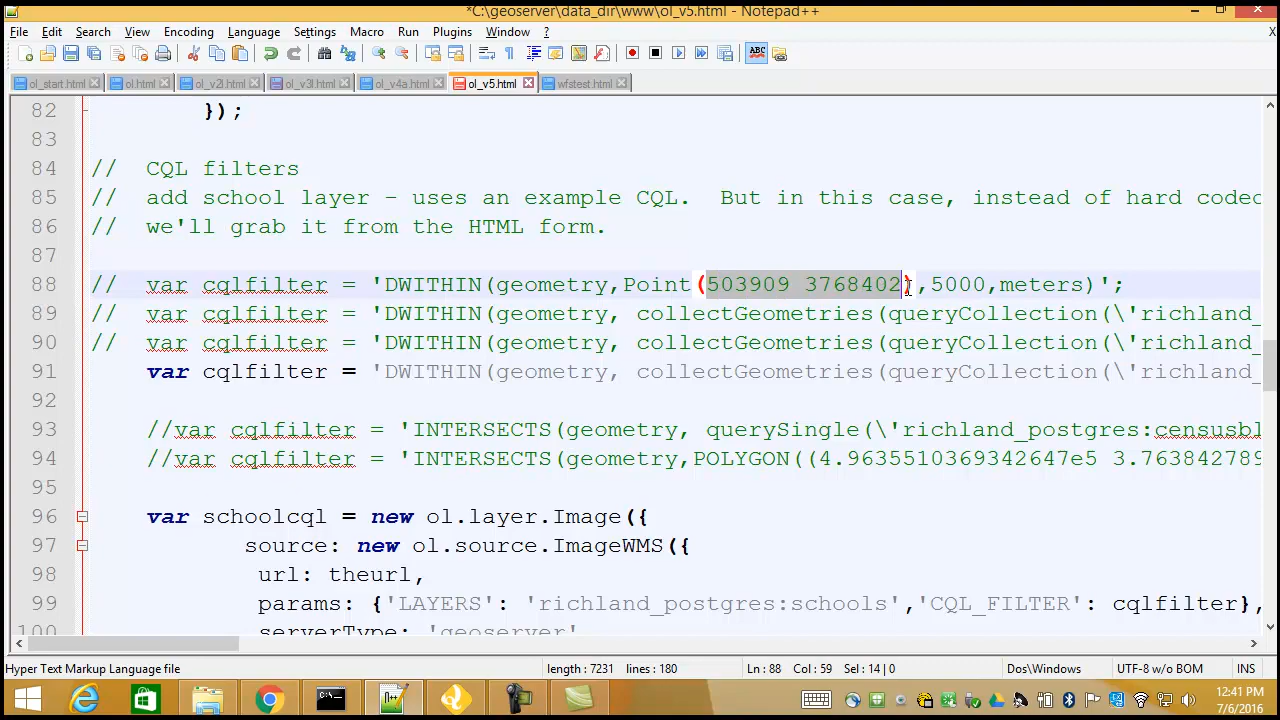 *C:\geoserver\data_dir\www\ol_v5.html - Notepad++
File Edit Search View Encoding Language Settings Macro Run Plugins Window ? X
ol_start.html ol.html ol_v2l.html ol_v3l.html ol_v4a.html ol_v5.html wfstest.html
82 });
83
84 // CQL filters
85 // add school layer - uses an example CQL. But in this case, instead of hard codec
86 // we'll grab it from the HTML form.
87
88 // var cqlfilter = 'DWITHIN(geometry,Point(503909 3768402),5000,meters)';
89 // var cqlfilter = 'DWITHIN(geometry, collectGeometries(queryCollection(\'richland_
90 // var cqlfilter = 'DWITHIN(geometry, collectGeometries(queryCollection(\'richland_
91 var cqlfilter = 'DWITHIN(geometry, collectGeometries(queryCollection(\'richland_
92
93 //var cqlfilter = 'INTERSECTS(geometry, querySingle(\'richland_postgres:censusbl
94 //var cqlfilter = 'INTERSECTS(geometry,POLYGON((4.9635510369342647e5 3.763842789
95
96 var schoolcql = new ol.layer.Image({
97 source: new ol.source.ImageWMS({
98 url: theurl,
99 params: {'LAYERS': 'richland_postgres:schools','CQL_FILTER': cqlfilter},
100 serverType: 'geoserver'
Hyper Text Markup Language file length : 7231 lines : 180 Ln : 88 Col : 59 Sel : 14 | 0 Dos\Windows UTF-8 w/o BOM INS
12:41 PM
7/6/2016